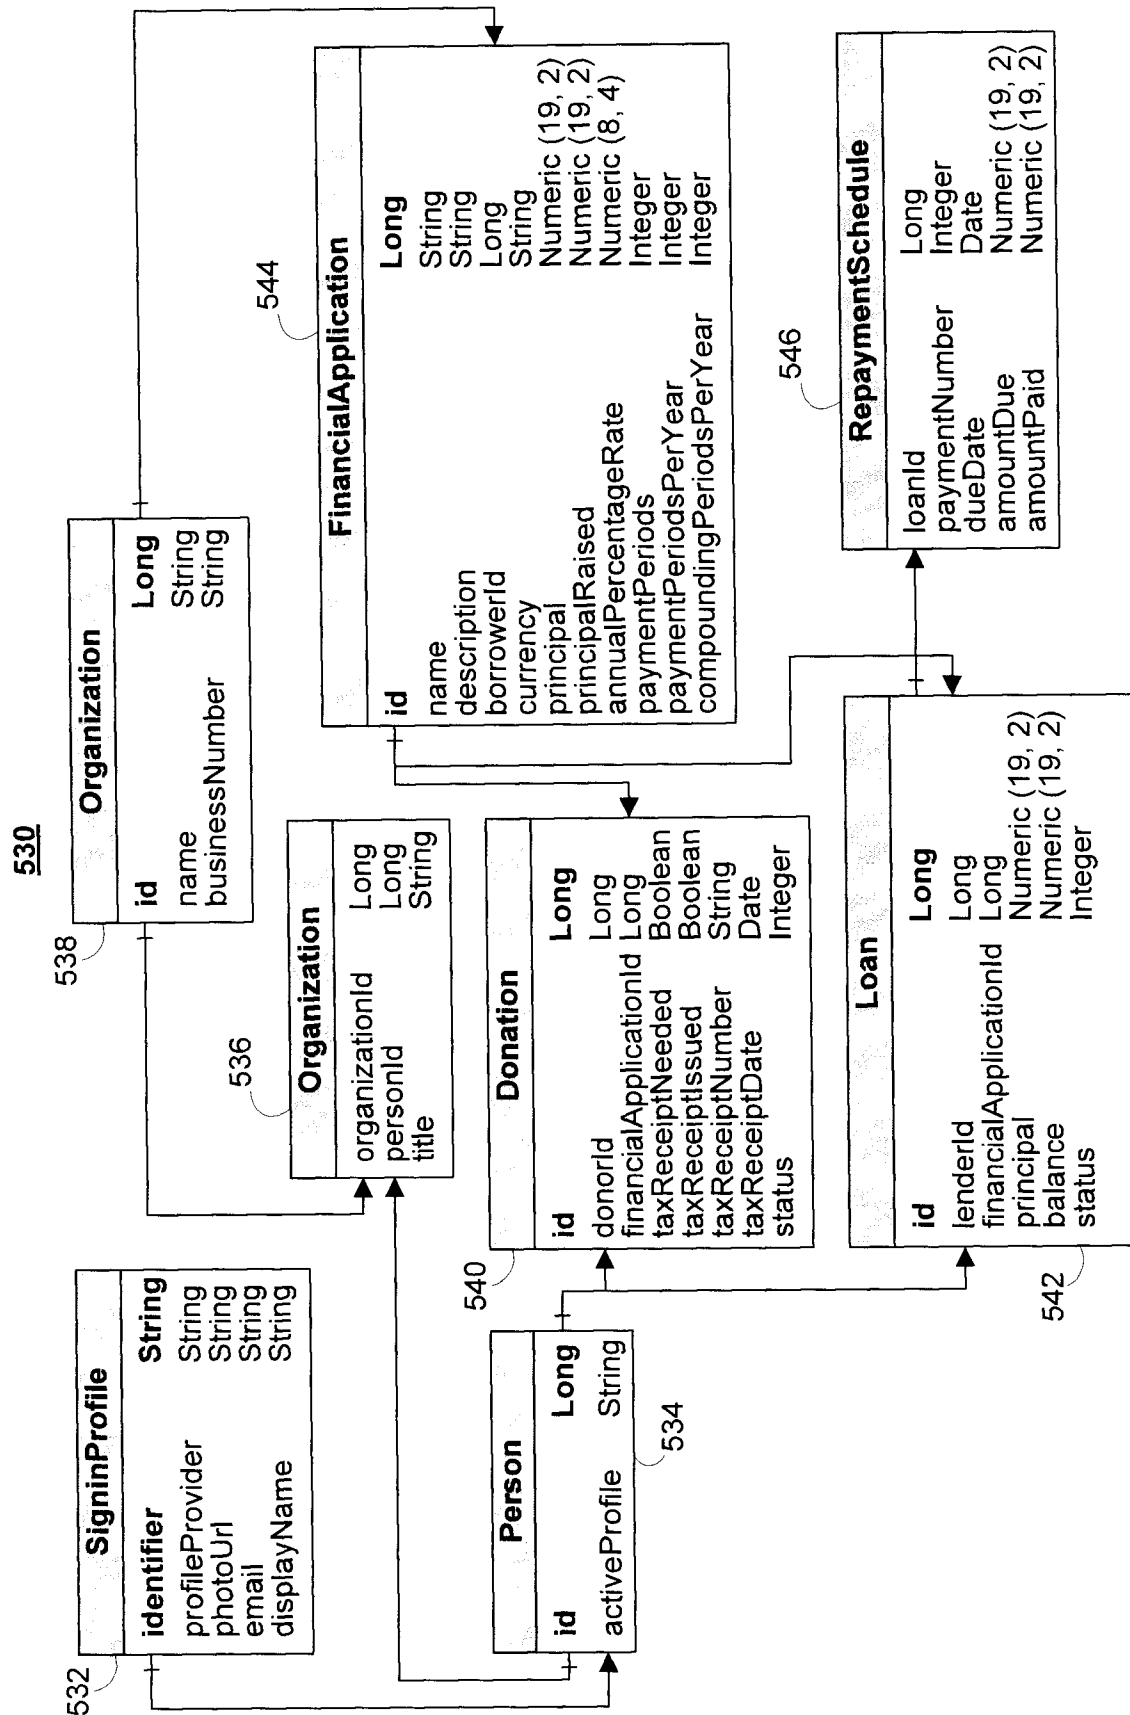 530
532
SigninProfile
identifier String
profileProvider String
photoUrl String
email String
displayName String
538
Organization
id Long
name String
businessNumber String
536
Organization
organizationId Long
personId Long
title String
544
FinancialApplication
id Long
name String
description String
borrowerId Long
currency String
principal Numeric (19, 2)
principalRaised Numeric (19, 2)
annualPercentageRate Numeric (8, 4)
paymentPeriods Integer
paymentPeriodsPerYear Integer
compoundingPeriodsPerYear Integer
Person
id Long
activeProfile String
534
540
Donation
id Long
donorId Long
financialApplicationId Long
taxReceiptNeeded Boolean
taxReceiptIssued Boolean
taxReceiptNumber String
taxReceiptDate Date
status Integer
Loan
id Long
lenderId Long
financialApplicationId Long
principal Numeric (19, 2)
balance Numeric (19, 2)
status Integer
542
546
RepaymentSchedule
loanId Long
paymentNumber Integer
dueDate Date
amountDue Numeric (19, 2)
amountPaid Numeric (19, 2)